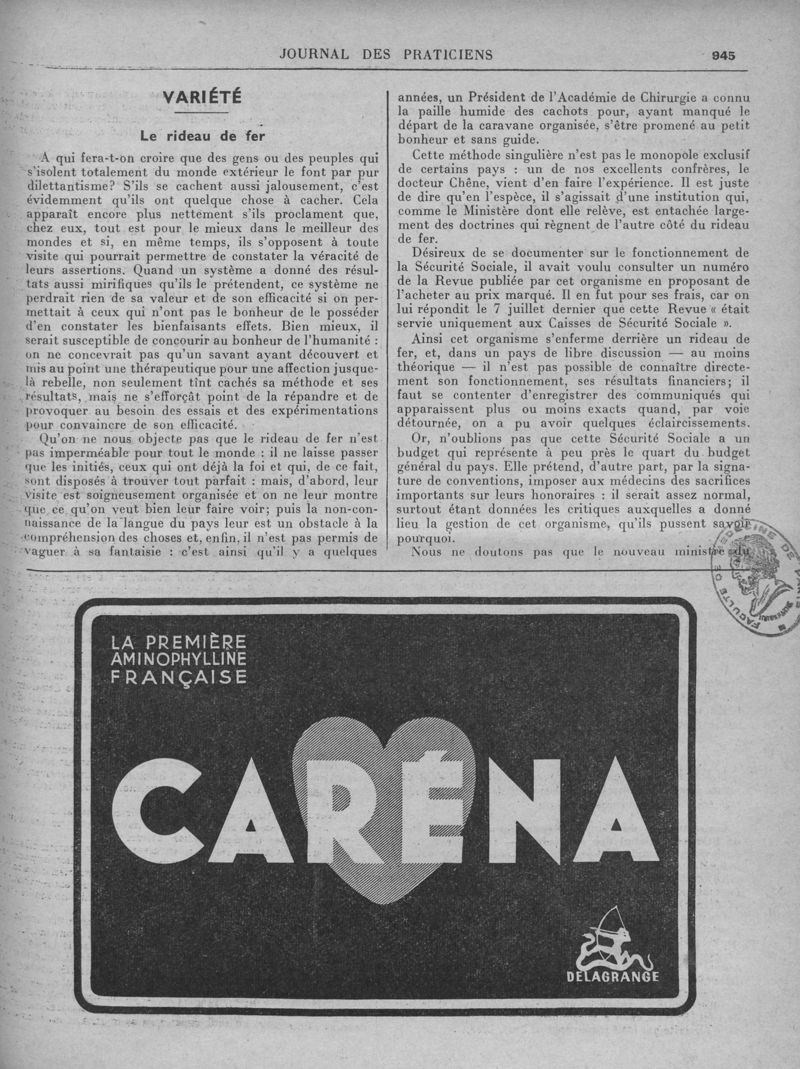 JOURNAL DES PRATICIENS
945
VARIÉTÉ
Le rideau de fer
A qui fera-t-on croire que des gens ou des peuples qui
s'isolent totalement du monde extérieur le font par pur
dilettantisme? S'ils se cachent aussi jalousement, c'est
évidemment qu'ils ont quelque chose à cacher. Cela
apparaît encore plus nettement s'ils proclament que,
chez eux, tout est pour le mieux dans le meilleur des
mondes et si, en même temps, ils s'opposent à toute
visite qui pourrait permettre de constater la véracité de
leurs assertions. Quand un système a donné des résul-
tats aussi mirifiques qu'ils le prétendent, ce système ne
perdrait rien de sa valeur et de son efficacité si on per-
mettait à ceux qui n'ont pas le bonheur de le posséder
d'en constater les bienfaisants effets. Bien mieux, il
serait susceptible de concourir au bonheur de l'humanité :
on ne concevrait pas qu'un savant ayant découvert et
mis au point une thérapeutique pour une affection jusque-
là rebelle, non seulement tînt cachés sa méthode et ses
résultats, mais ne s'efforçât point de la répandre et de
provoquer au besoin des essais et des expérimentations
pour convaincre de son efficacité.
Qu'on ne nous objecte pas que le rideau de fer n'est
pas imperméable pour tout le monde : il ne laisse passer
que les initiés, ceux qui ont déjà la foi et qui, de ce fait,
sont disposés à trouver tout parfait : mais, d'abord, leur
visite est soigneusement organisée et on ne leur montre
que ce qu'on veut bien leur faire voir; puis la non-con-
naissance de la langue du pays leur est un obstacle à la
compréhension des choses et, enfin, il n'est pas permis de
vaguer à sa fantaisie : c'est ainsi qu'il y a quelques
années, un Président de l'Académie de Chirurgie a connu
la paille humide des cachots pour, ayant manqué le
départ de la caravane organisée, s'être promené au petit
bonheur et sans guide.
Cette méthode singulière n'est pas le monopole exclusif
de certains pays : un de nos excellents confrères, le
docteur Chêne, vient d'en faire l'expérience. Il est juste
de dire qu'en l'espèce, il s'agissait d'une institution qui,
comme le Ministère dont elle relève, est entachée large-
ment des doctrines qui règnent de l'autre côté du rideau
de fer.
Désireux de se documenter sur le fonctionnement de
la Sécurité Sociale, il avait voulu consulter un numéro
de la Revue publiée par cet organisme en proposant de
l'acheter au prix marqué. Il en fut pour ses frais, car on
lui répondit le 7 juillet dernier que cette Revue « était
servie uniquement aux Caisses de Sécurité Sociale ».
Ainsi cet organisme s'enferme derrière un rideau de
fer, et, dans un pays de libre discussion — au moins
théorique — il n'est pas possible de connaître directe-
ment son fonctionnement, ses résultats financiers; il
faut se contenter d'enregistrer des communiqués qui
apparaissent plus ou moins exacts quand, par voie
détournée, on a pu avoir quelques éclaircissements.
Or, n'oublions pas que cette Sécurité Sociale a un
budget qui représente à peu près le quart du budget
général du pays. Elle prétend, d'autre part, par la signa-
ture de conventions, imposer aux médecins des sacrifices
importants sur leurs honoraires : il serait assez normal,
surtout étant données les critiques auxquelles a donné
lieu la gestion de cet organisme, qu'ils pussent savoir
pourquoi.
Nous ne doutons pas que le nouveau ministre du
LA PREMIÈRE
AMINOPHYLLINE
FRANÇAISE
CARÉNA
DELAGRANGE